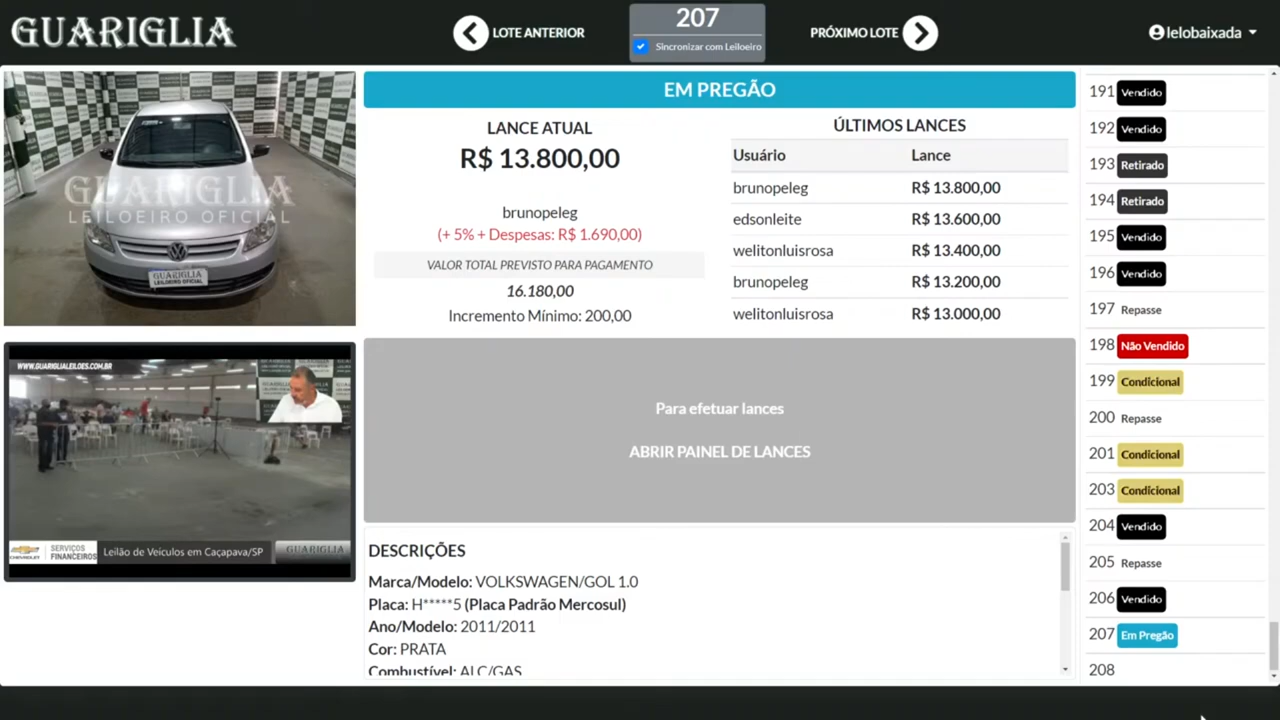 GUARIGLIA
LOTE ANTERIOR
207
Sincronizar com Leiloeiro
PRÓXIMO LOTE
lelobaixada
GUARIGLIA
LEILOEIRO OFICIAL
GUARIGLIA
LEILOEIRO OFICIAL
WWW.GUARIGLIALEILOES.COM.BR
CHEVROLET
SERVIÇOS
FINANCEIROS
Leilão de Veiculos em Caçapava/SP
GUARIGLIA
EM PREGÃO
LANCE ATUAL
R$ 13.800,00
brunopeleg
(+ 5% + Despesas: R$ 1.690,00)
VALOR TOTAL PREVISTO PARA PAGAMENTO
16.180,00
Incremento Mínimo: 200,00
ÚLTIMOS LANCES
Usuário Lance
brunopeleg R$ 13.800,00
edsonleite R$ 13.600,00
welitonluisrosa R$ 13.400,00
brunopeleg R$ 13.200,00
welitonluisrosa R$ 13.000,00
Para efetuar lances
ABRIR PAINEL DE LANCES
DESCRIÇÕES
Marca/Modelo: VOLKSWAGEN/GOL 1.0
Placa: H*****5 (Placa Padrão Mercosul)
Ano/Modelo: 2011/2011
Cor: PRATA
Combustível: ALC/GAS
191 Vendido
192 Vendido
193 Retirado
194 Retirado
195 Vendido
196 Vendido
197 Repasse
198 Não Vendido
199 Condicional
200 Repasse
201 Condicional
203 Condicional
204 Vendido
205 Repasse
206 Vendido
207 Em Pregão
208